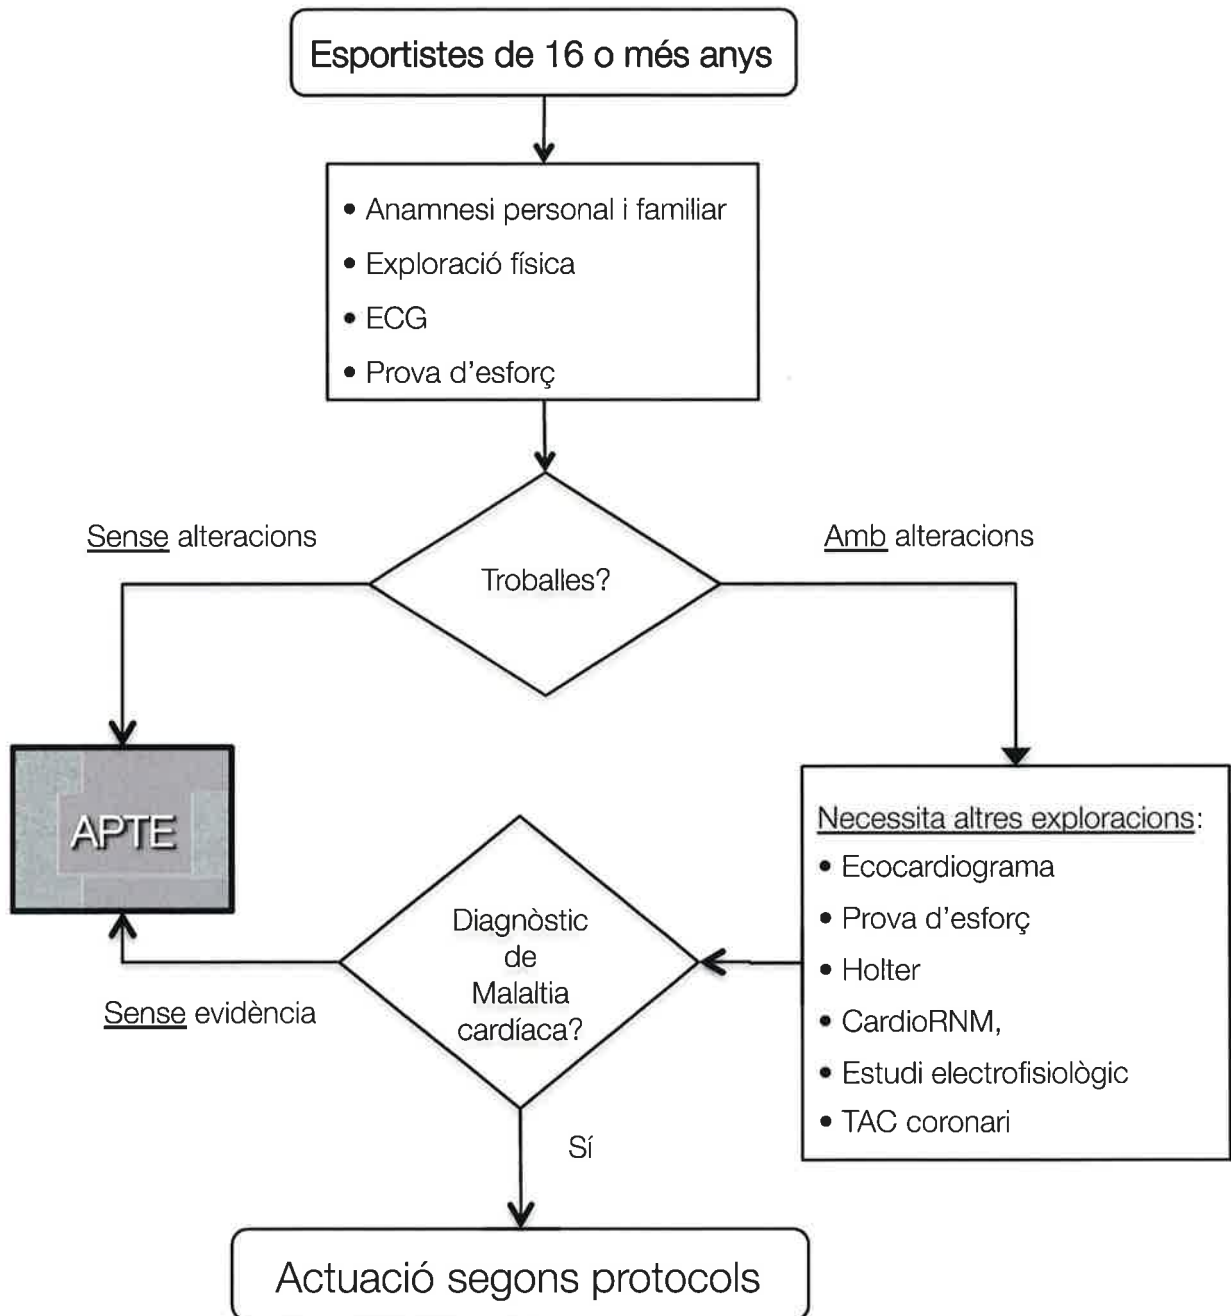 Esportistes de 16 o més anys
• Anamnesi personal i familiar
• Exploració física
• ECG
• Prova d'esforç
Sense alteracions
Amb alteracions
Troballes?
APTE
Necessita altres exploracions:
• Ecocardiograma
• Prova d'esforç
• Holter
• CardioRNM,
• Estudi electrofisiològic
• TAC coronari
Diagnòstic
de
Malaltia
cardíaca?
Sense evidència
Sí
Actuació segons protocols